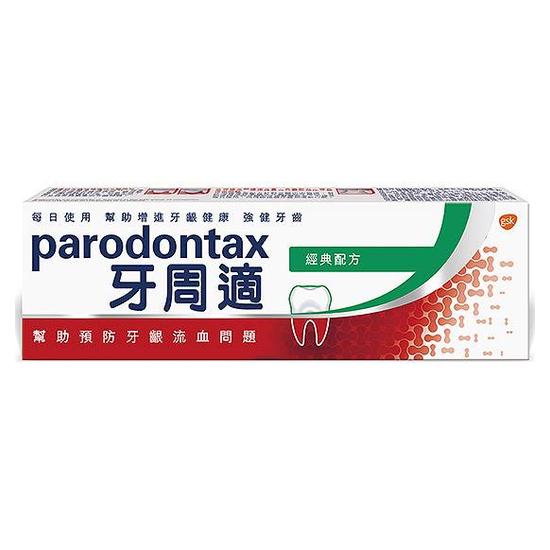 每日使用 幫助增進牙齦健康 強健牙齒
parodontax
牙周適
經典配方
幫助預防牙齦流血問題
gsk